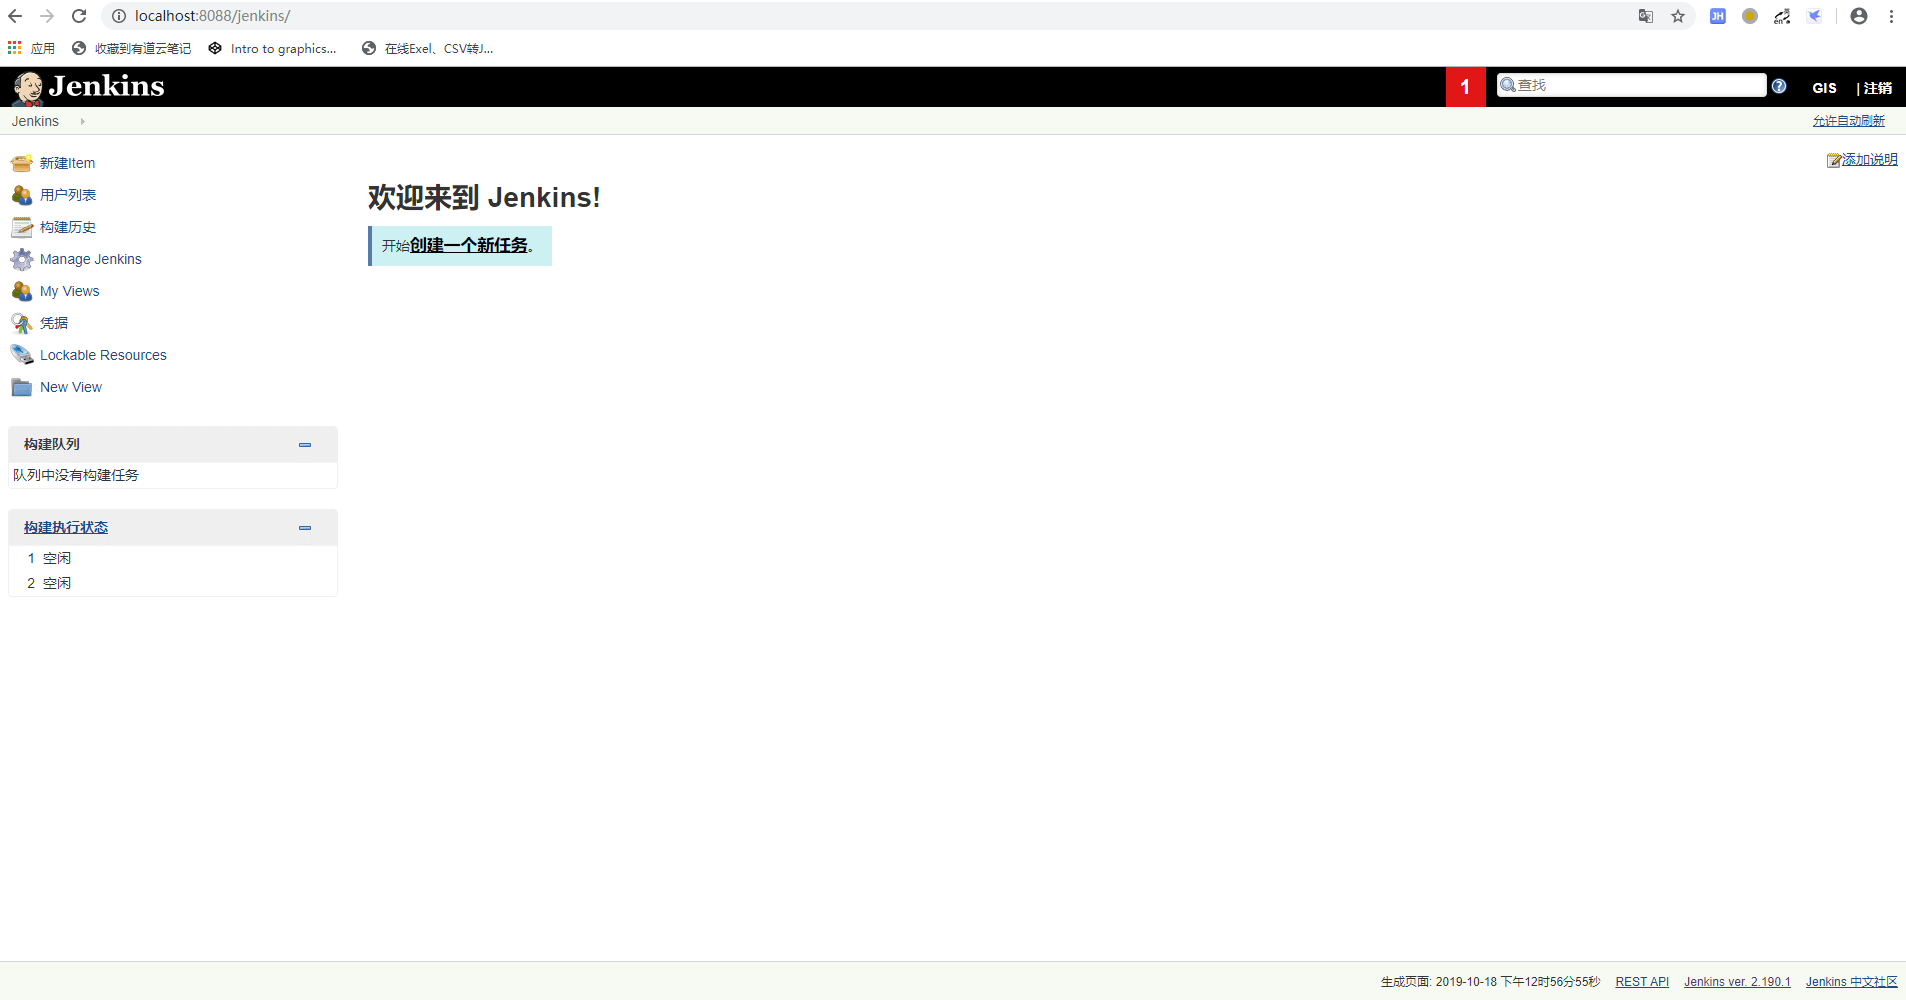 localhost:8088/jenkins/
应用 收藏到有道云笔记 Intro to graphics... 在线Exel、CSV转J...
Jenkins 1 查找 GIS | 注销
Jenkins 允许自动刷新
新建Item
用户列表
构建历史
Manage Jenkins
My Views
凭据
Lockable Resources
New View
构建队列
队列中没有构建任务
构建执行状态
1 空闲
2 空闲
添加说明
欢迎来到 Jenkins!
开始创建一个新任务。
生成页面: 2019-10-18 下午12时56分55秒 REST API Jenkins ver. 2.190.1 Jenkins 中文社区